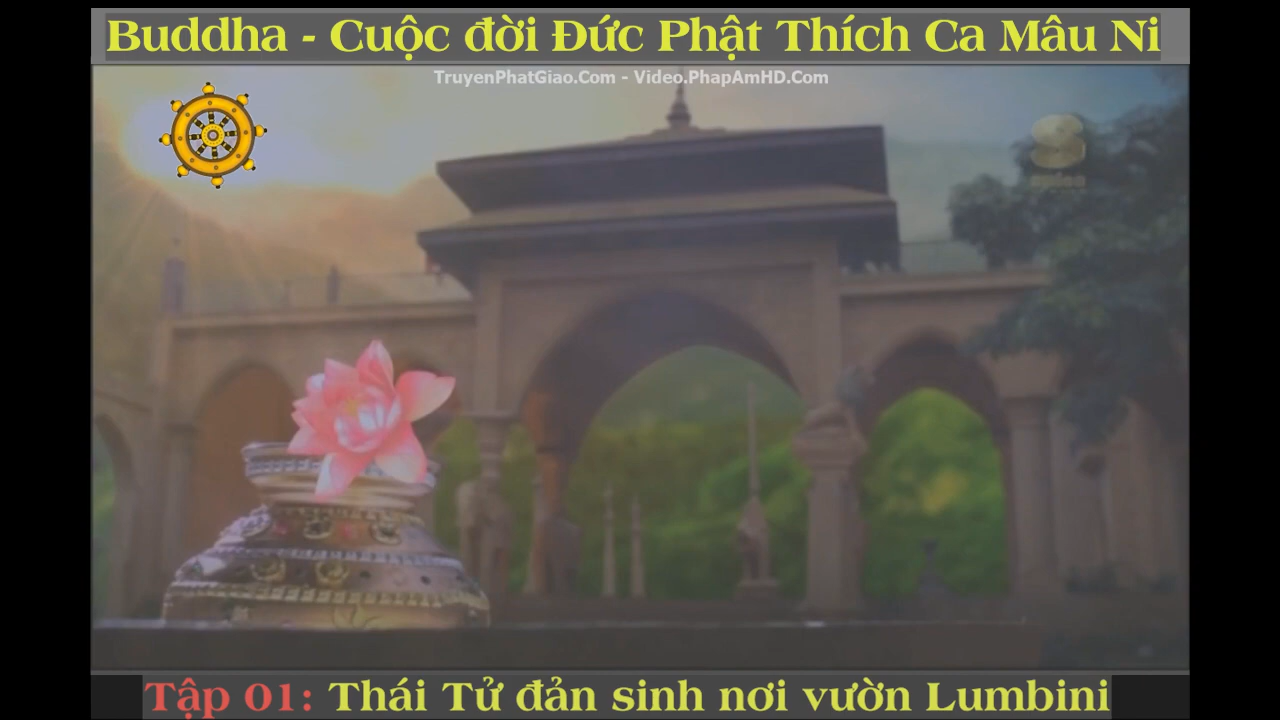 Buddha - Cuộc đời Đức Phật Thích Ca Mâu Ni
TruyenPhatGiao.Com - Video.PhapAmHD.Com
Tập 01: Thái Tử đản sinh nơi vườn Lumbini